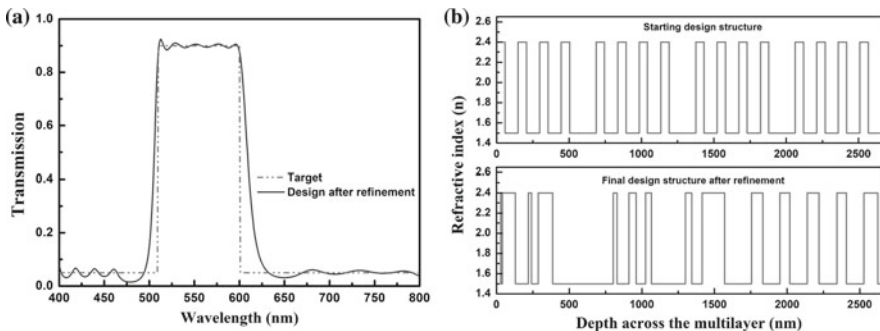 (a)
1.0
0.8
0.6
0.4
0.2
0.0
Transmission
Target
Design after refinement
400 450 500 550 600 650 700 750 800
Wavelength (nm)
(b)
Refractive index (n)
2.6
2.4
2.2
2.0
1.8
1.6
1.4
Starting design structure
0 500 1000 1500 2000 2500
2.6
2.4
2.2
2.0
1.8
1.6
1.4
Final design structure after refinement
0 500 1000 1500 2000 2500
Depth across the multilayer (nm)